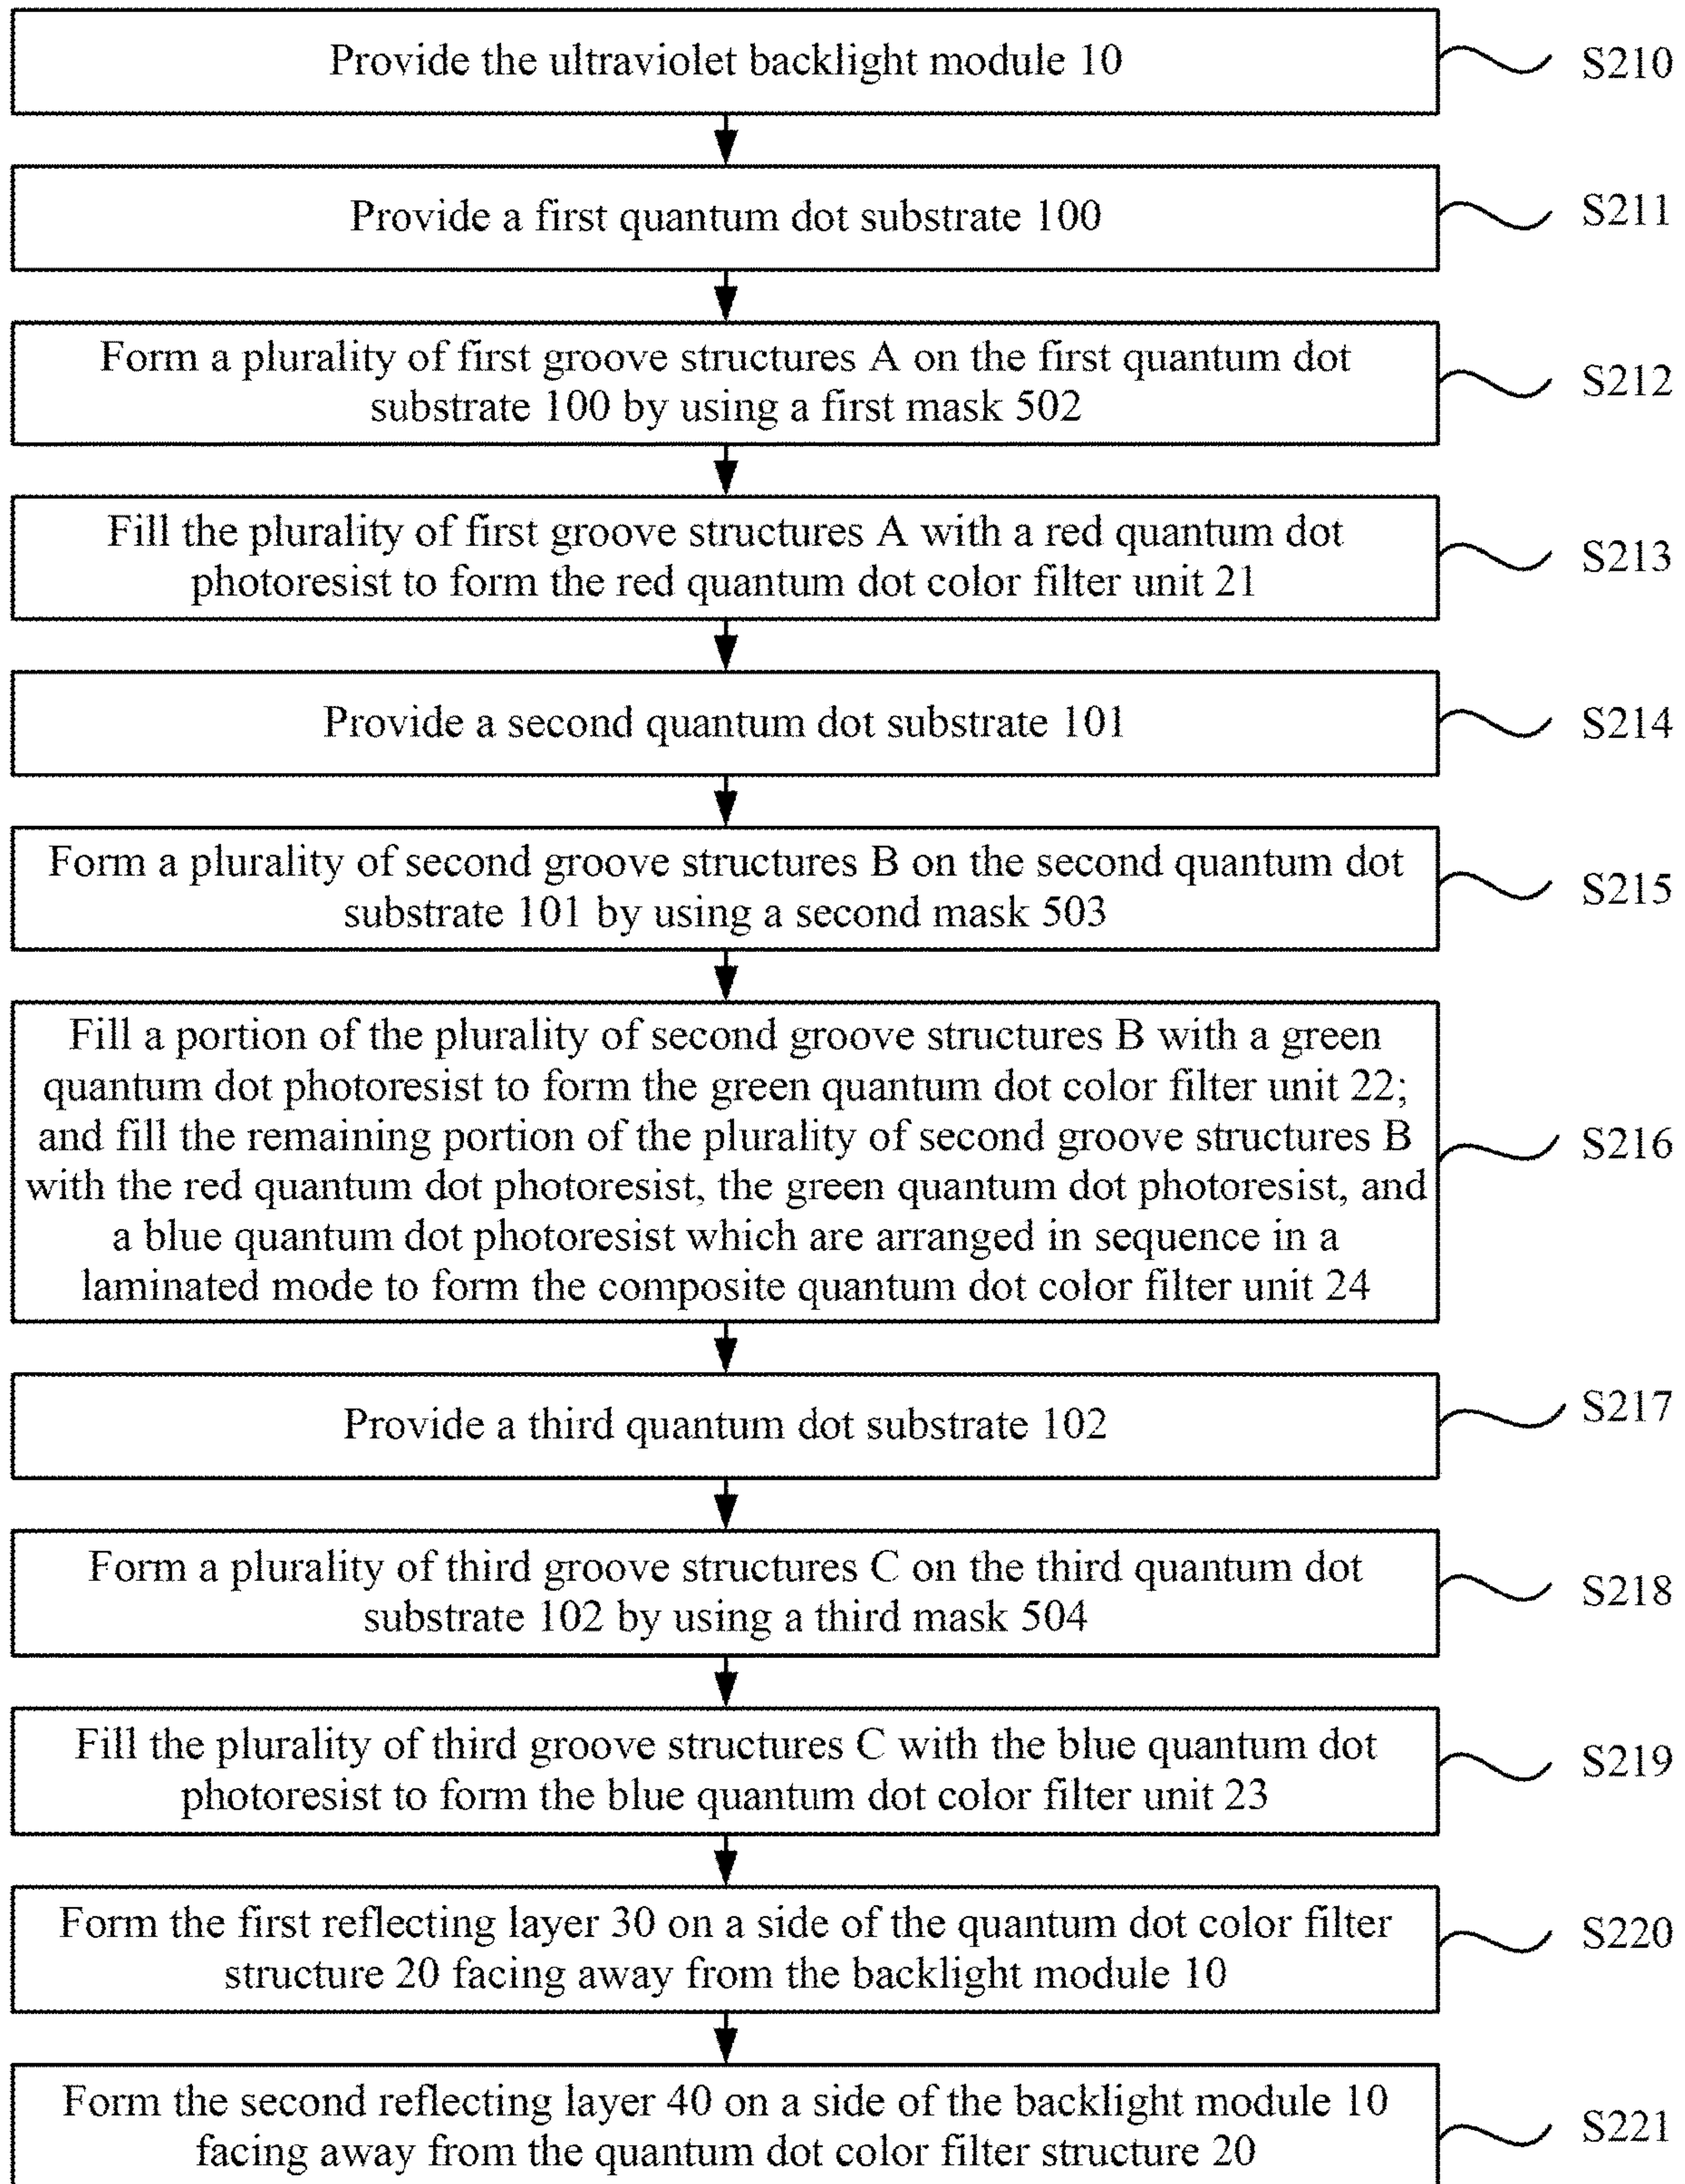 Provide the ultraviolet backlight module 10
S210
Provide a first quantum dot substrate 100
S211
Form a plurality of first groove structures A on the first quantum dot
substrate 100 by using a first mask 502
S212
Fill the plurality of first groove structures A with a red quantum dot
photoresist to form the red quantum dot color filter unit 21
S213
Provide a second quantum dot substrate 101
S214
Form a plurality of second groove structures B on the second quantum dot
substrate 101 by using a second mask 503
S215
Fill a portion of the plurality of second groove structures B with a green
quantum dot photoresist to form the green quantum dot color filter unit 22;
and fill the remaining portion of the plurality of second groove structures B
with the red quantum dot photoresist, the green quantum dot photoresist, and
a blue quantum dot photoresist which are arranged in sequence in a
laminated mode to form the composite quantum dot color filter unit 24
S216
Provide a third quantum dot substrate 102
S217
Form a plurality of third groove structures C on the third quantum dot
substrate 102 by using a third mask 504
S218
Fill the plurality of third groove structures C with the blue quantum dot
photoresist to form the blue quantum dot color filter unit 23
S219
Form the first reflecting layer 30 on a side of the quantum dot color filter
structure 20 facing away from the backlight module 10
S220
Form the second reflecting layer 40 on a side of the backlight module 10
facing away from the quantum dot color filter structure 20
S221